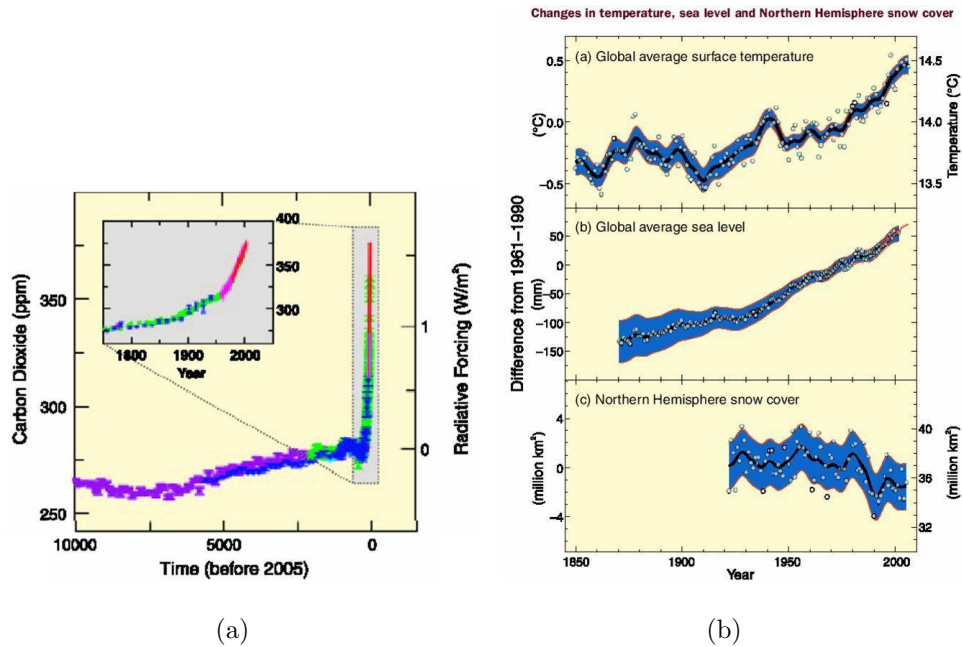 Changes in temperature, sea level and Northern Hemisphere snow cover
Carbon Dioxide (ppm)
350
300
250
400
350
300
1800
1900
2000
Year
Radiative Forcing (W/m²)
1
0
10000
5000
0
Time (before 2005)
(a)
(a) Global average surface temperature
0.5
0.0
−0.5
(°C)
14.5
14.0
13.5
Temperature (°C)
Difference from 1961–1990
(b) Global average sea level
50
0
−50
−100
−150
(mm)
(c) Northern Hemisphere snow cover
4
0
−4
(million km²)
40
36
32
(million km²)
1850
1900
1950
2000
Year
(b)